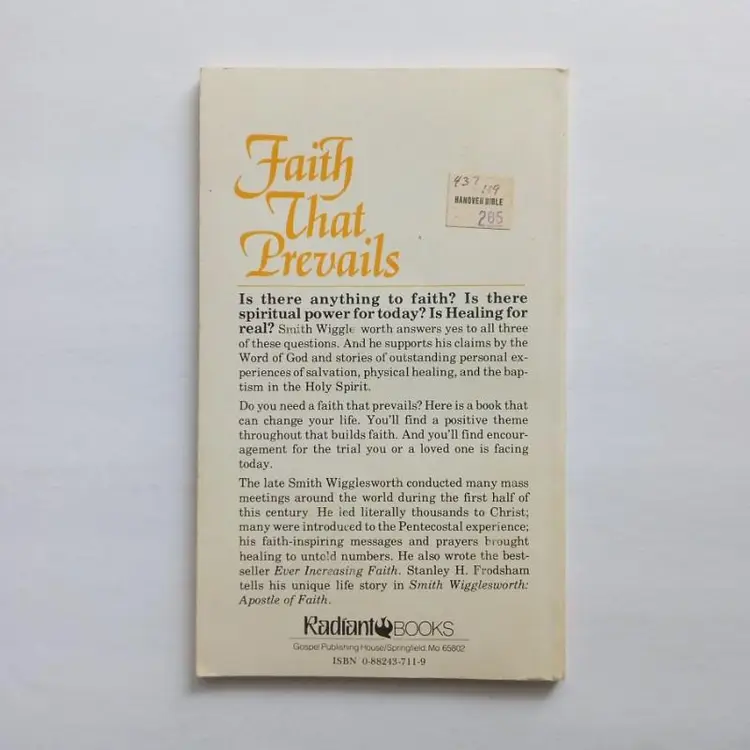 Faith
That
Prevails
437 119
HANOVER BIBLE
285
Is there anything to faith? Is there
spiritual power for today? Is Healing for
real? Smith Wiggle worth answers yes to all three
of these questions. And he supports his claims by the
Word of God and stories of outstanding personal ex-
periences of salvation, physical healing, and the bap-
tism in the Holy Spirit.
Do you need a faith that prevails? Here is a book that
can change your life. You'll find a positive theme
throughout that builds faith. And you'll find encour-
agement for the trial you or a loved one is facing
today.
The late Smith Wigglesworth conducted many mass
meetings around the world during the first half of
this century. He led literally thousands to Christ;
many were introduced to the Pentecostal experience;
his faith-inspiring messages and prayers brought
healing to untold numbers. He also wrote the best-
seller Ever Increasing Faith. Stanley H. Frodsham
tells his unique life story in Smith Wigglesworth:
Apostle of Faith.
Radiant BOOKS
Gospel Publishing House/Springfield, Mo 65802
ISBN 0-88243-711-9